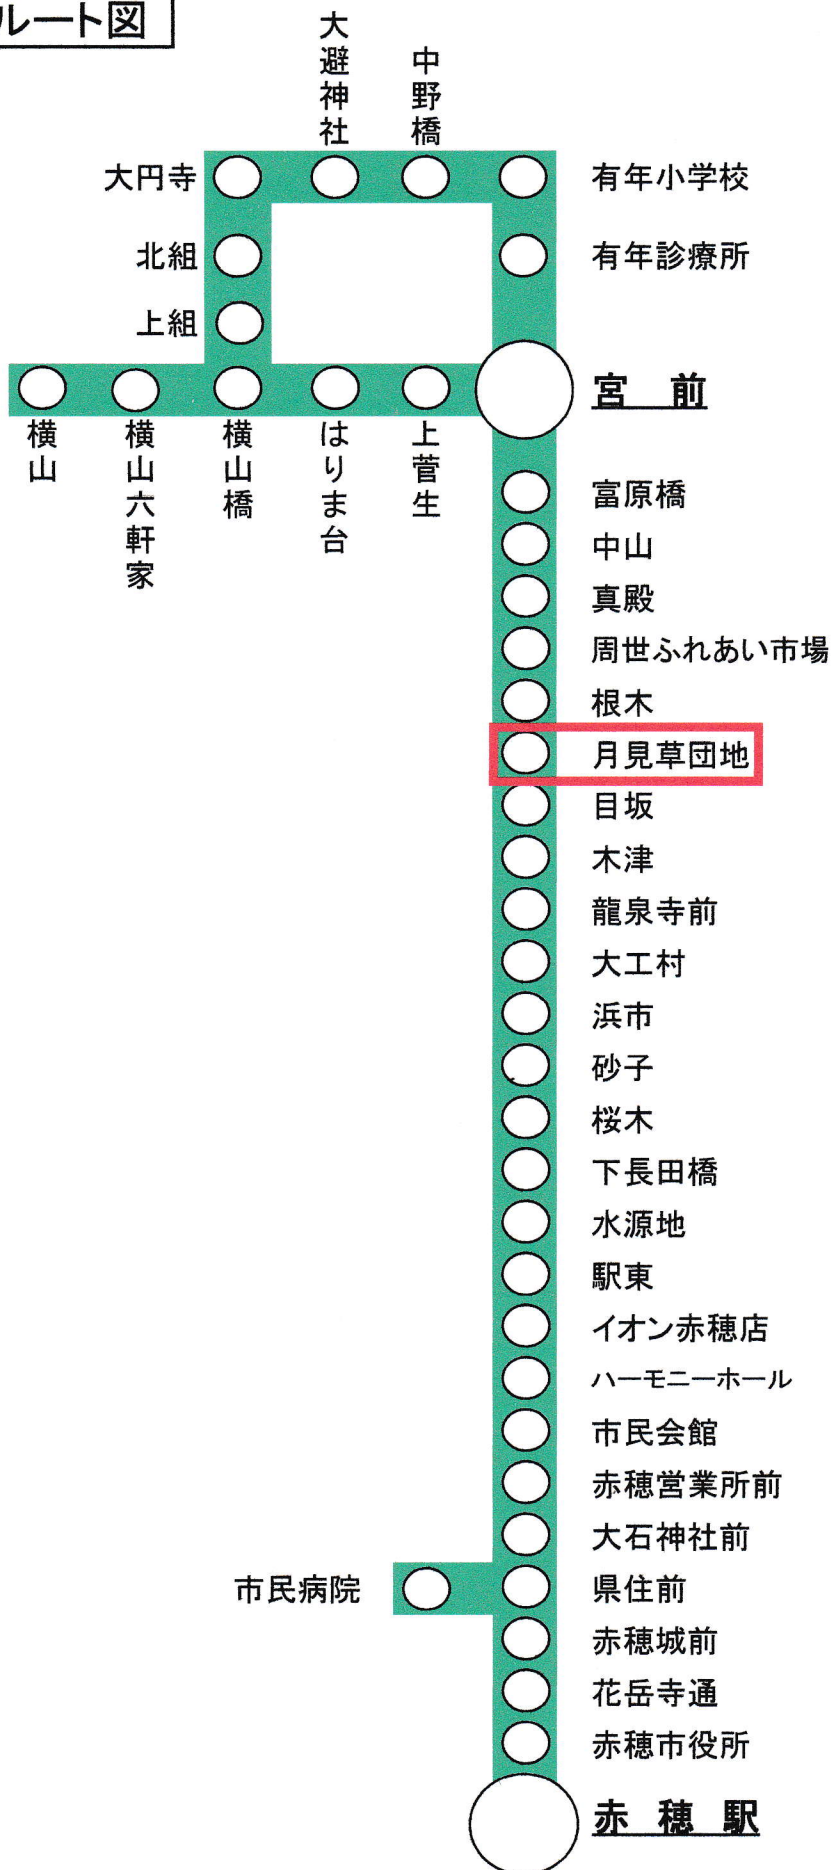 ルート図
大避神社
中野橋
大円寺
有年小学校
北組
有年診療所
上組
宮前
横山
横山六軒家
横山橋
はりま台
上菅生
富原橋
中山
真殿
周世ふれあい市場
根木
月見草団地
目坂
木津
龍泉寺前
大工村
浜市
砂子
桜木
下長田橋
水源地
駅東
イオン赤穂店
ハーモニーホール
市民会館
赤穂営業所前
大石神社前
市民病院
県住前
赤穂城前
花岳寺通
赤穂市役所
赤穂駅